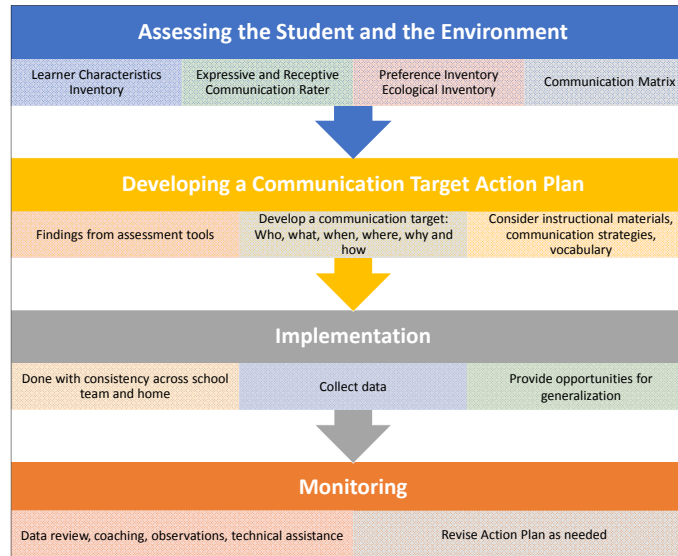 Assessing the Student and the Environment
Learner Characteristics
Inventory
Expressive and Receptive
Communication Rater
Preference Inventory
Ecological Inventory
Communication Matrix
Developing a Communication Target Action Plan
Findings from assessment tools
Develop a communication target:
Who, what, when, where, why and
how
Consider instructional materials,
communication strategies,
vocabulary
Implementation
Done with consistency across school
team and home
Collect data
Provide opportunities for
generalization
Monitoring
Data review, coaching, observations, technical assistance
Revise Action Plan as needed